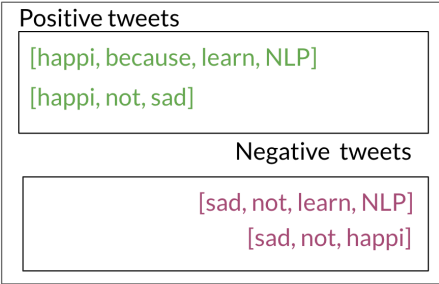 Positive tweets
[happi, because, learn, NLP]
[happi, not, sad]
Negative tweets
[sad, not, learn, NLP]
[sad, not, happi]